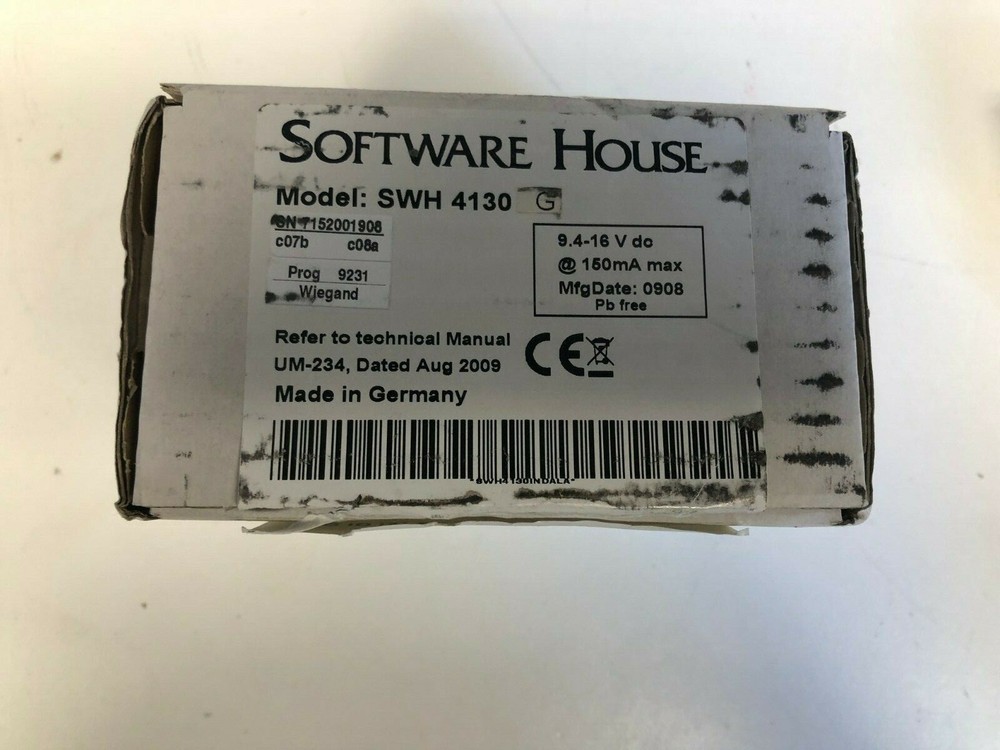 SOFTWARE HOUSE
Model: SWH 4130 G
SN 7152001908
c07b c08a
Prog 9231
Wiegand
9.4-16 V dc
@ 150mA max
MfgDate: 0908
Pb free
Refer to technical Manual
UM-234, Dated Aug 2009
CE
Made in Germany